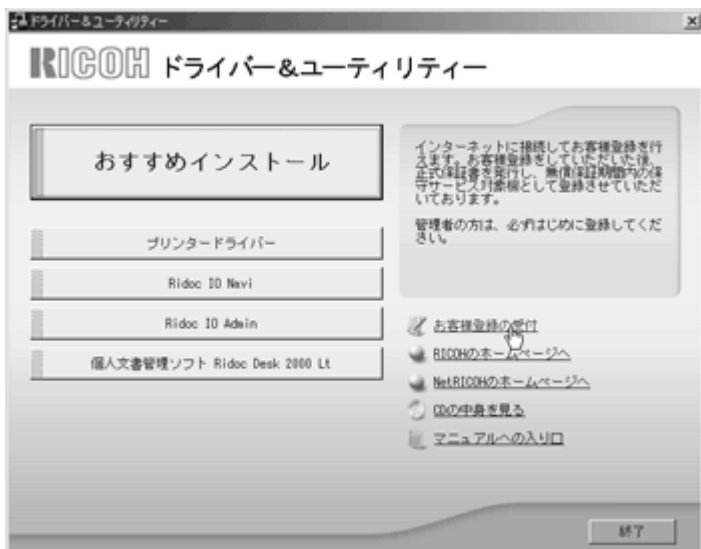 ドライバー&ユーティリティー
RICOH ドライバー&ユーティリティー
おすすめインストール
プリンタードライバー
Ridoc IO Navi
Ridoc IO Admin
個人文書管理ソフト Ridoc Desk 2000 Lt
インターネットに接続してお客様登録を行
えます。お客様登録をしていただいた後、
正式保証書を発行し、無償保証期間内の保
守サービス対象機として登録させていただ
いております。
管理者の方は、必ずはじめに登録してくだ
さい。
お客様登録の受付
RICOHのホームページへ
NetRICOHのホームページへ
CDの中身を見る
マニュアルへの入り口
終了